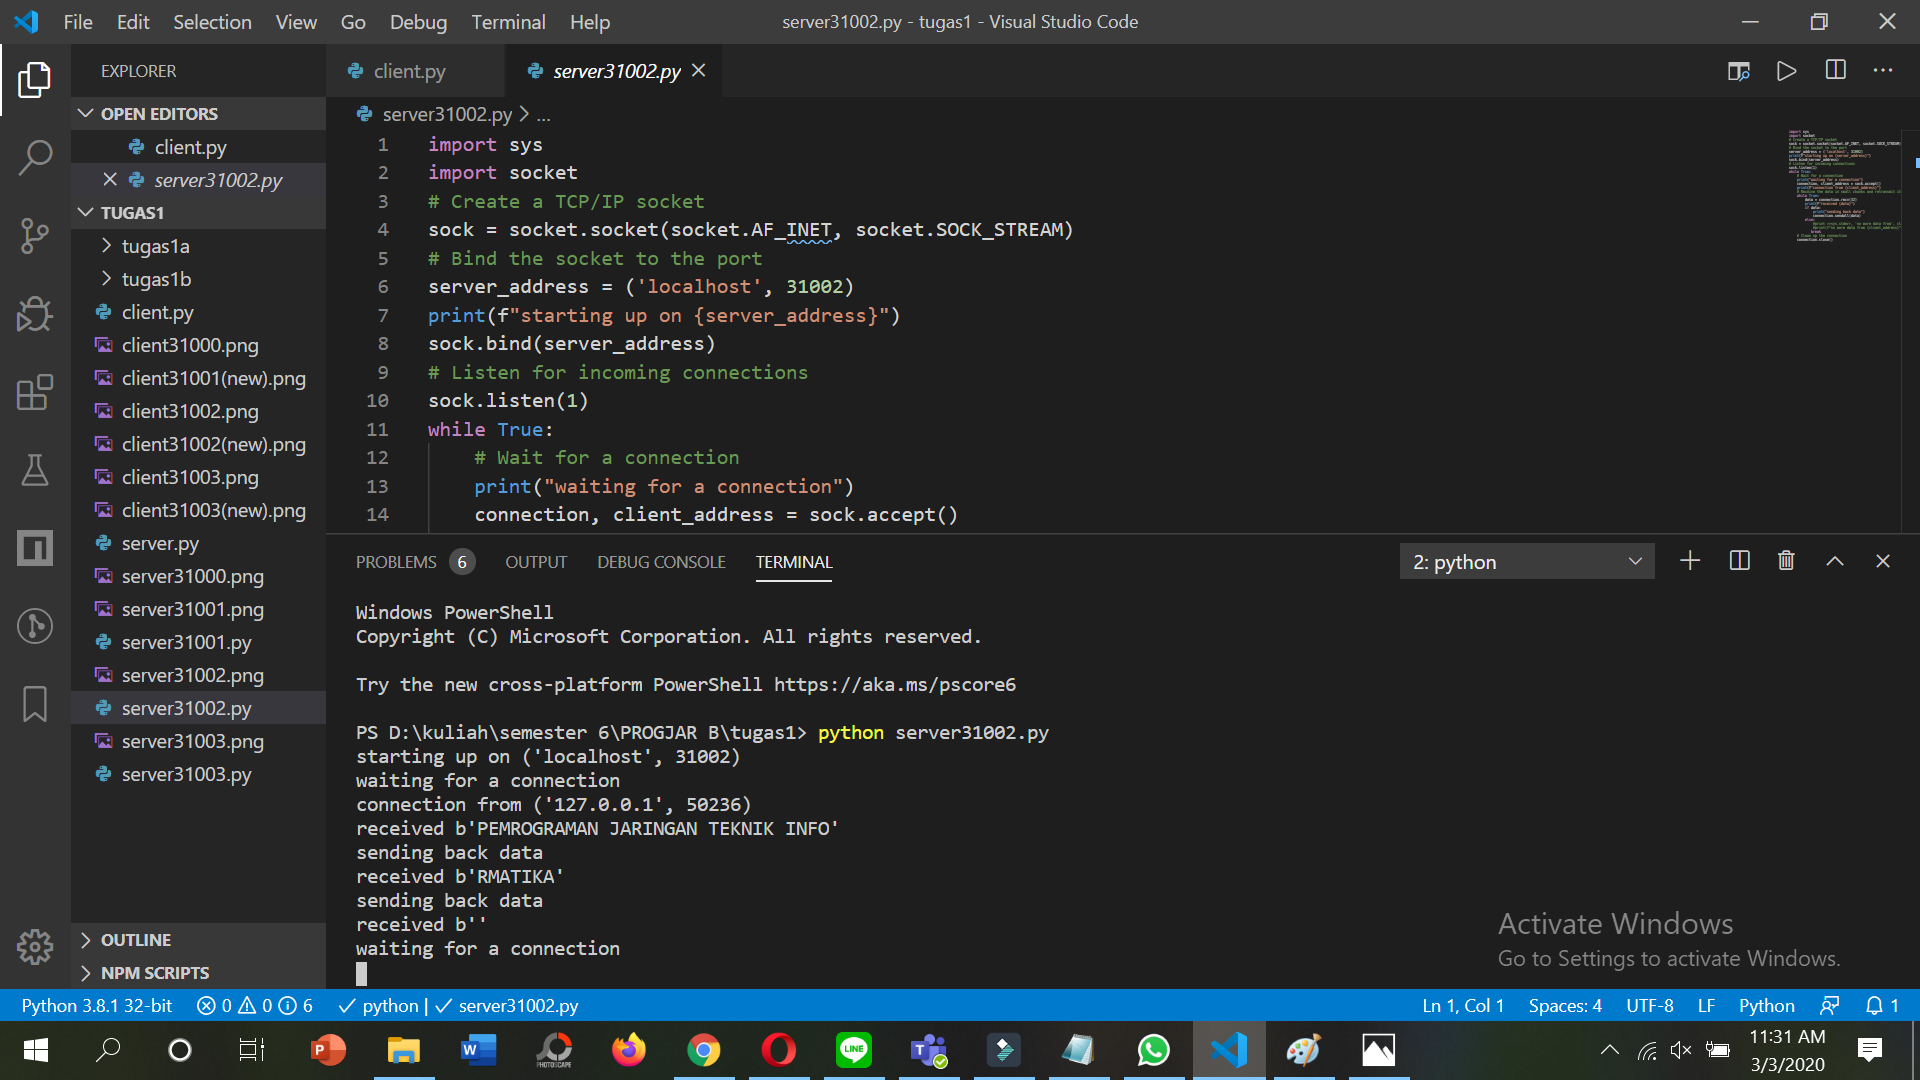 File Edit Selection View Go Debug Terminal Help
server31002.py - tugas1 - Visual Studio Code
EXPLORER
OPEN EDITORS
client.py
server31002.py
TUGAS1
tugas1a
tugas1b
client.py
client31000.png
client31001(new).png
client31002.png
client31002(new).png
client31003.png
client31003(new).png
server.py
server31000.png
server31001.png
server31001.py
server31002.png
server31002.py
server31003.png
server31003.py
OUTLINE
NPM SCRIPTS
client.py
server31002.py
server31002.py > ...
1 import sys
2 import socket
3 # Create a TCP/IP socket
4 sock = socket.socket(socket.AF_INET, socket.SOCK_STREAM)
5 # Bind the socket to the port
6 server_address = ('localhost', 31002)
7 print(f"starting up on {server_address}")
8 sock.bind(server_address)
9 # Listen for incoming connections
10 sock.listen(1)
11 while True:
12 # Wait for a connection
13 print("waiting for a connection")
14 connection, client_address = sock.accept()
PROBLEMS 6 OUTPUT DEBUG CONSOLE TERMINAL
2: python
Windows PowerShell
Copyright (C) Microsoft Corporation. All rights reserved.
Try the new cross-platform PowerShell https://aka.ms/pscore6
PS D:\kuliah\semester 6\PROGJAR B\tugas1> python server31002.py
starting up on ('localhost', 31002)
waiting for a connection
connection from ('127.0.0.1', 50236)
received b'PEMROGRAMAN JARINGAN TEKNIK INFO'
sending back data
received b'RMATIKA'
sending back data
received b''
waiting for a connection
Activate Windows
Go to Settings to activate Windows.
Python 3.8.1 32-bit 0 0 6 python | server31002.py
Ln 1, Col 1 Spaces: 4 UTF-8 LF Python 1
PHOTOSCAPE
LINE
11:31 AM
3/3/2020